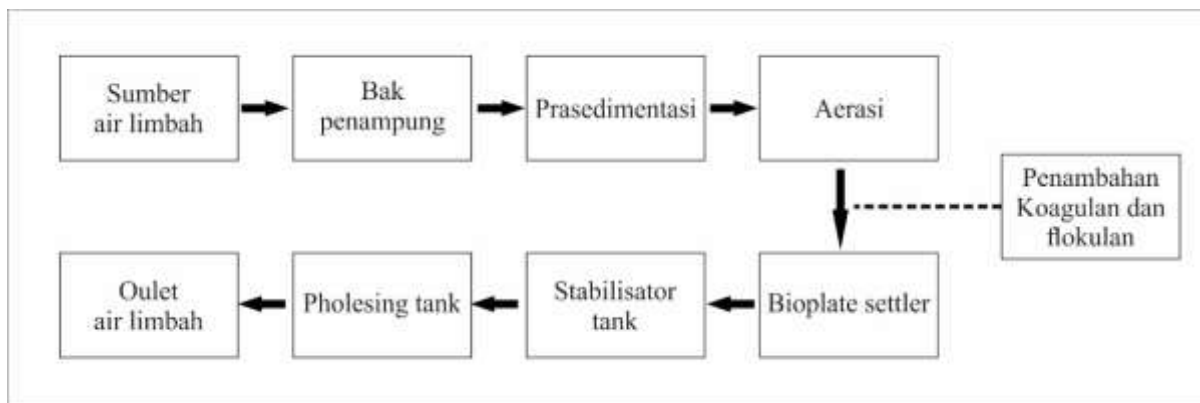 Sumber
air limbah
Bak
penampung
Prasedimentasi
Aerasi
Penambahan
Koagulan dan
flokulan
Bioplate settler
Stabilisator
tank
Pholesing tank
Oulet
air limbah